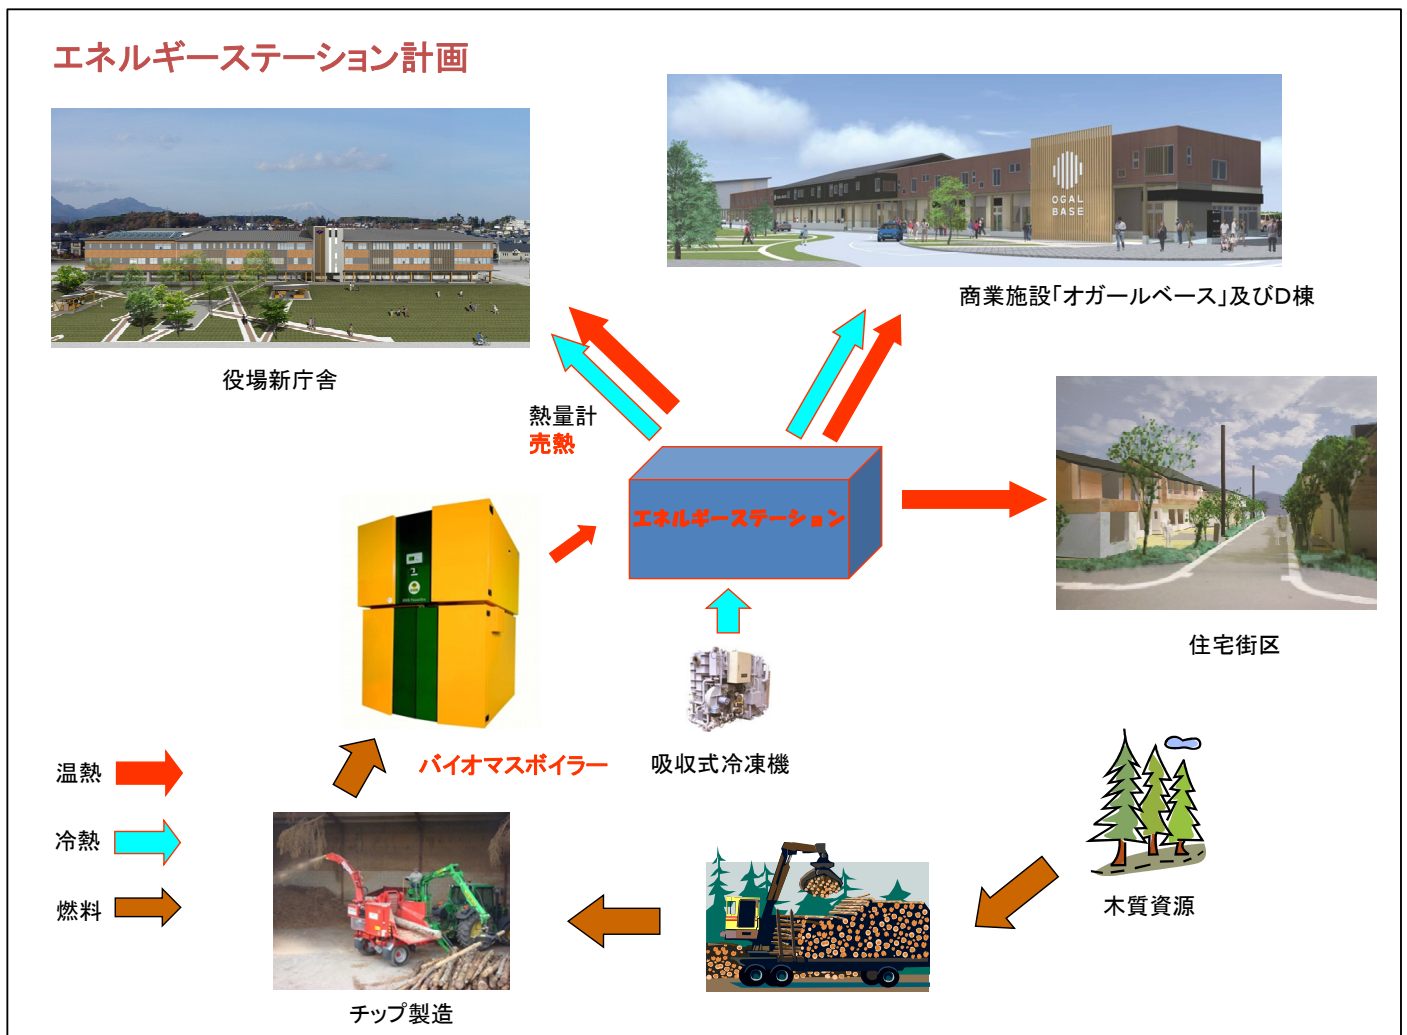 エネルギーステーション計画
OGAL
BASE
商業施設「オガールベース」及びD棟
役場新庁舎
熱量計
売熱
エネルギーステーション
住宅街区
バイオマスボイラー
吸収式冷凍機
温熱
冷熱
燃料
木質資源
チップ製造